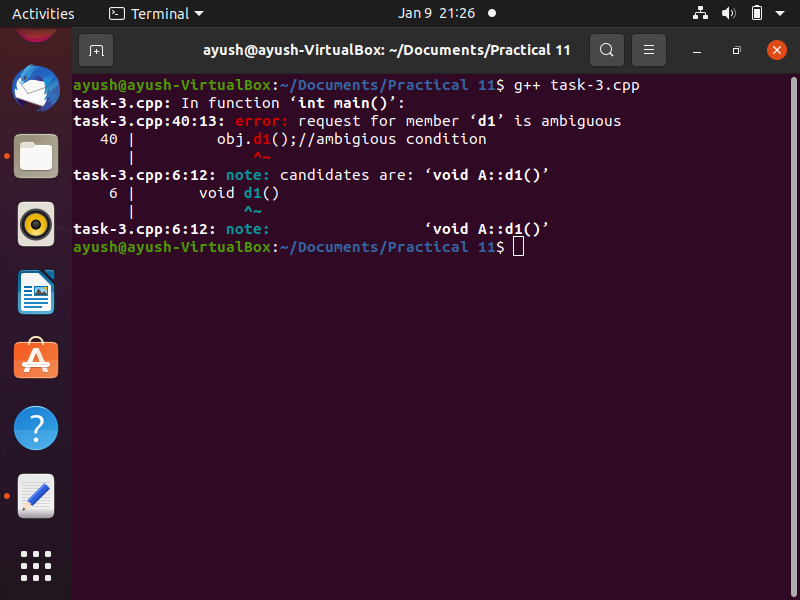 Activities Terminal Jan 9 21:26
ayush@ayush-VirtualBox: ~/Documents/Practical 11
ayush@ayush-VirtualBox:~/Documents/Practical 11$ g++ task-3.cpp
task-3.cpp: In function ‘int main()’:
task-3.cpp:40:13: error: request for member ‘d1’ is ambiguous
   40 |         obj.d1();//ambigious condition
      |             ^~
task-3.cpp:6:12: note: candidates are: ‘void A::d1()’
    6 |       void d1()
      |            ^~
task-3.cpp:6:12: note:                 ‘void A::d1()’
ayush@ayush-VirtualBox:~/Documents/Practical 11$